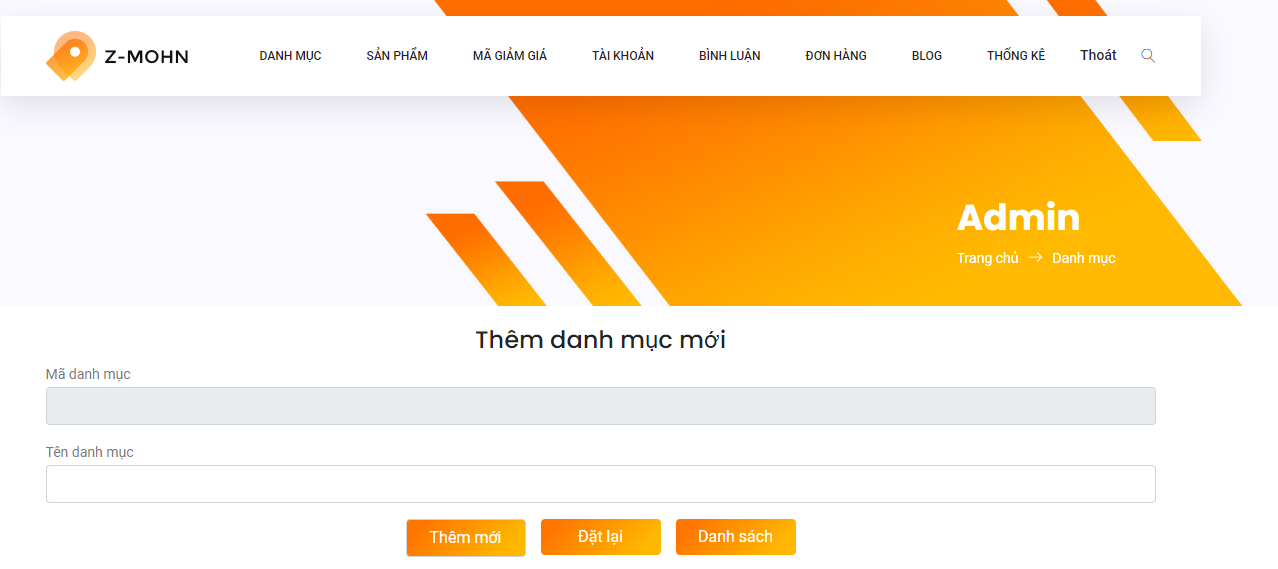 Z-MOHN
DANH MỤC SẢN PHẨM MÃ GIẢM GIÁ TÀI KHOẢN BÌNH LUẬN ĐƠN HÀNG BLOG THỐNG KÊ Thoát
Admin
Trang chủ → Danh mục
Thêm danh mục mới
Mã danh mục
Tên danh mục
Thêm mới Đặt lại Danh sách